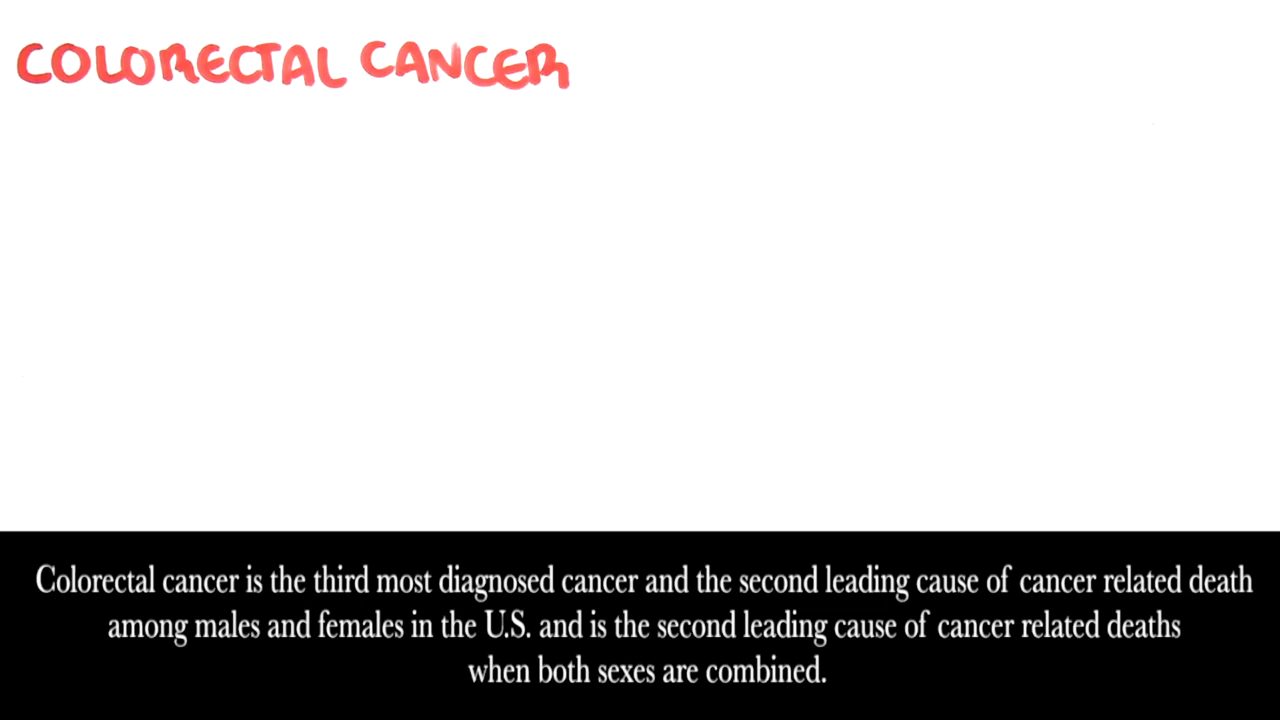 COLORECTAL CANCER
Colorectal cancer is the third most diagnosed cancer and the second leading cause of cancer related death
among males and females in the U.S. and is the second leading cause of cancer related deaths
when both sexes are combined.